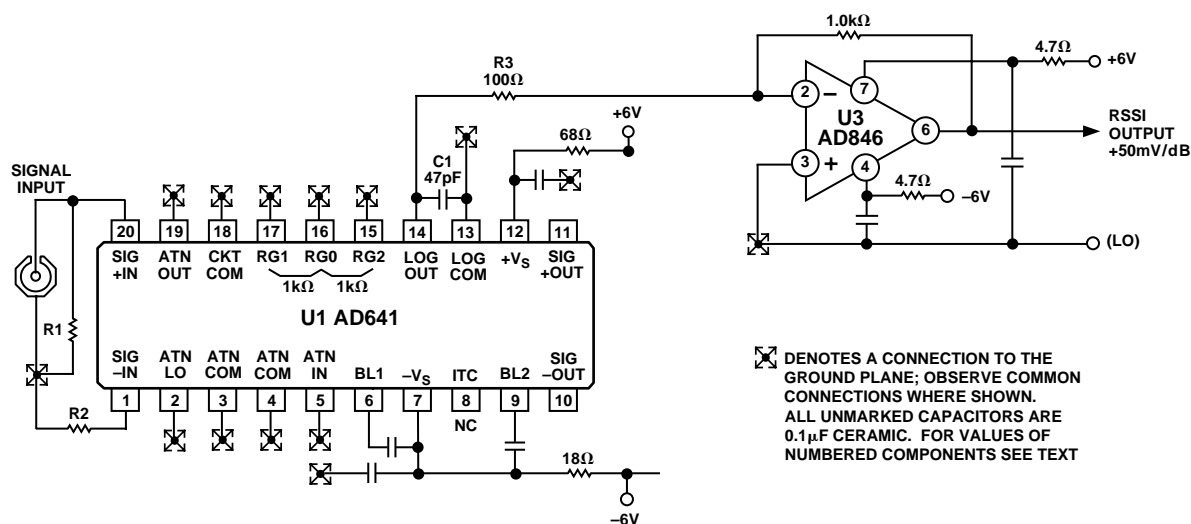 1.0kΩ
4.7Ω
+6V
R3
100Ω
2
−
7
U3
AD846
6
RSSI
OUTPUT
+50mV/dB
3
+
4
4.7Ω
−6V
(LO)
+6V
68Ω
C1
47pF
SIGNAL
INPUT
20 19 18 17 16 15 14 13 12 11
SIG
+IN
ATN
OUT
CKT
COM
RG1
RG0
RG2
LOG
OUT
LOG
COM
+VS
SIG
+OUT
1kΩ
1kΩ
R1
U1 AD641
SIG
−IN
ATN
LO
ATN
COM
ATN
COM
ATN
IN
BL1
−VS
ITC
BL2
SIG
−OUT
1 2 3 4 5 6 7 8 9 10
NC
R2
18Ω
−6V
DENOTES A CONNECTION TO THE
GROUND PLANE; OBSERVE COMMON
CONNECTIONS WHERE SHOWN.
ALL UNMARKED CAPACITORS ARE
0.1μF CERAMIC. FOR VALUES OF
NUMBERED COMPONENTS SEE TEXT